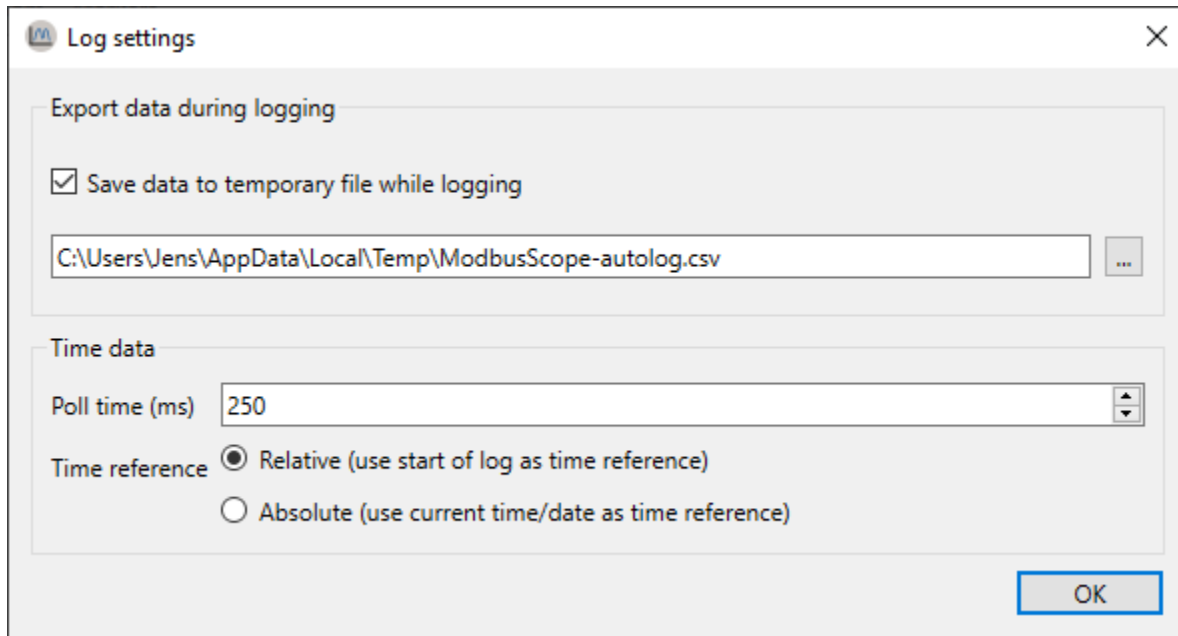 Log settings
Export data during logging
Save data to temporary file while logging
C:\Users\Jens\AppData\Local\Temp\ModbusScope-autolog.csv
...
Time data
Poll time (ms) 250
Time reference Relative (use start of log as time reference)
Absolute (use current time/date as time reference)
OK